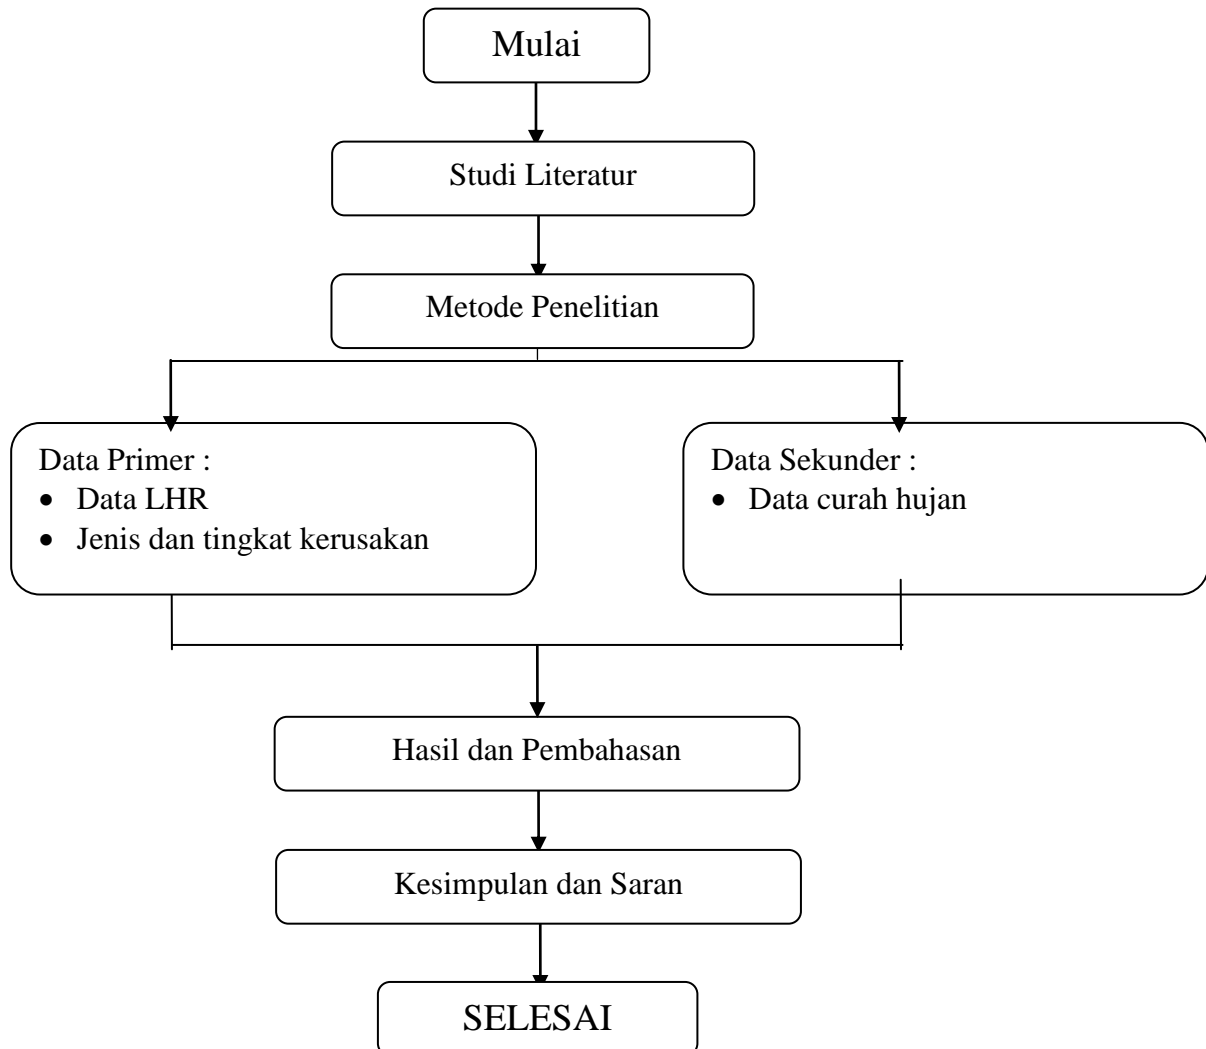 Mulai
Studi Literatur
Metode Penelitian
Data Primer :
• Data LHR
• Jenis dan tingkat kerusakan
Data Sekunder :
• Data curah hujan
Hasil dan Pembahasan
Kesimpulan dan Saran
SELESAI